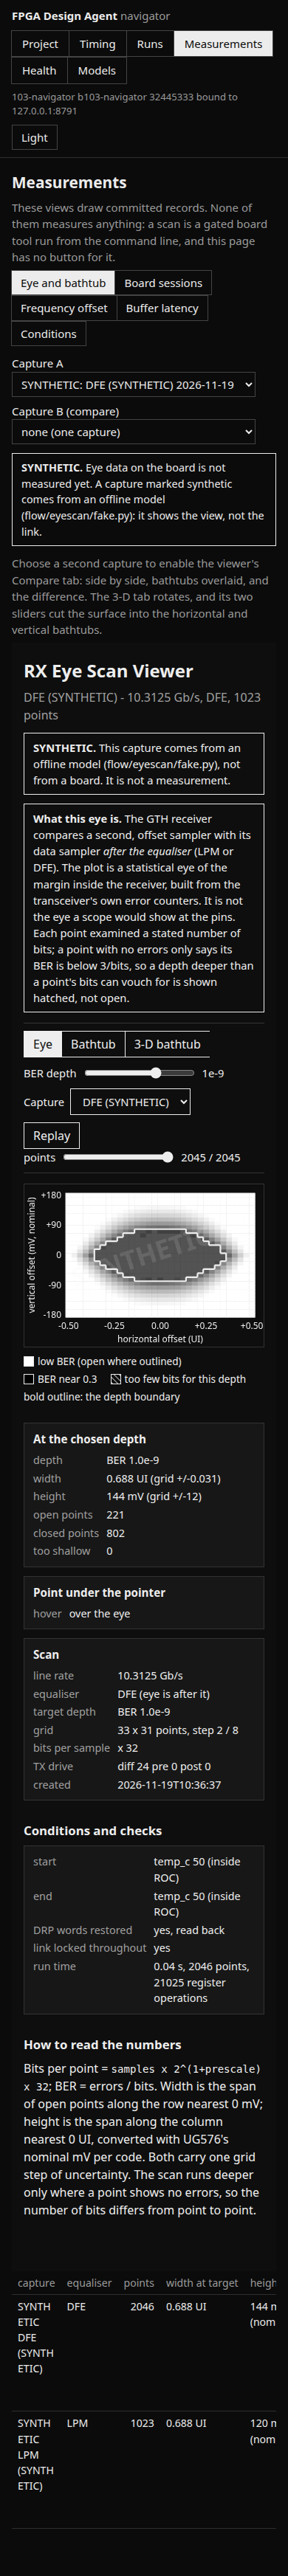 FPGA Design Agent navigator
Project Timing Runs Measurements
Health Models
103-navigator b103-navigator 32445333 bound to
127.0.0.1:8791
Light
Measurements
These views draw committed records. None of
them measures anything: a scan is a gated board
tool run from the command line, and this page
has no button for it.
Eye and bathtub Board sessions
Frequency offset Buffer latency
Conditions
Capture A
SYNTHETIC: DFE (SYNTHETIC) 2026-11-19
Capture B (compare)
none (one capture)
SYNTHETIC. Eye data on the board is not
measured yet. A capture marked synthetic
comes from an offline model
(flow/eyescan/fake.py): it shows the view, not the
link.
Choose a second capture to enable the viewer's
Compare tab: side by side, bathtubs overlaid, and
the difference. The 3-D tab rotates, and its two
sliders cut the surface into the horizontal and
vertical bathtubs.
RX Eye Scan Viewer
DFE (SYNTHETIC) - 10.3125 Gb/s, DFE, 1023
points
SYNTHETIC. This capture comes from an
offline model (flow/eyescan/fake.py), not
from a board. It is not a measurement.
What this eye is. The GTH receiver
compares a second, offset sampler with its
data sampler after the equaliser (LPM or
DFE). The plot is a statistical eye of the
margin inside the receiver, built from the
transceiver's own error counters. It is not
the eye a scope would show at the pins.
Each point examined a stated number of
bits; a point with no errors only says its
BER is below 3/bits, so a depth deeper than
a point's bits can vouch for is shown
hatched, not open.
Eye Bathtub 3-D bathtub
BER depth 1e-9
Capture DFE (SYNTHETIC)
Replay
points 2045 / 2045
vertical offset (mV, nominal)
+180
+90
0
-90
-180
-0.50 -0.25 0.00 +0.25 +0.50
horizontal offset (UI)
low BER (open where outlined)
BER near 0.3 too few bits for this depth
bold outline: the depth boundary
At the chosen depth
depth BER 1.0e-9
width 0.688 UI (grid +/-0.031)
height 144 mV (grid +/-12)
open points 221
closed points 802
too shallow 0
Point under the pointer
hover over the eye
Scan
line rate 10.3125 Gb/s
equaliser DFE (eye is after it)
target depth BER 1.0e-9
grid 33 x 31 points, step 2 / 8
bits per sample x 32
TX drive diff 24 pre 0 post 0
created 2026-11-19T10:36:37
Conditions and checks
start temp_c 50 (inside
ROC)
end temp_c 50 (inside
ROC)
DRP words restored yes, read back
link locked throughout yes
run time 0.04 s, 2046 points,
21025 register
operations
How to read the numbers
Bits per point = samples x 2^(1+prescale)
x 32; BER = errors / bits. Width is the span
of open points along the row nearest 0 mV;
height is the span along the column
nearest 0 UI, converted with UG576's
nominal mV per code. Both carry one grid
step of uncertainty. The scan runs deeper
only where a point shows no errors, so the
number of bits differs from point to point.
capture equaliser points width at target
SYNTH DFE 2046 0.688 UI 144
ETIC
DFE
(SYNTH
ETIC)
SYNTH LPM 1023 0.688 UI 120
ETIC
LPM
(SYNTH
ETIC)